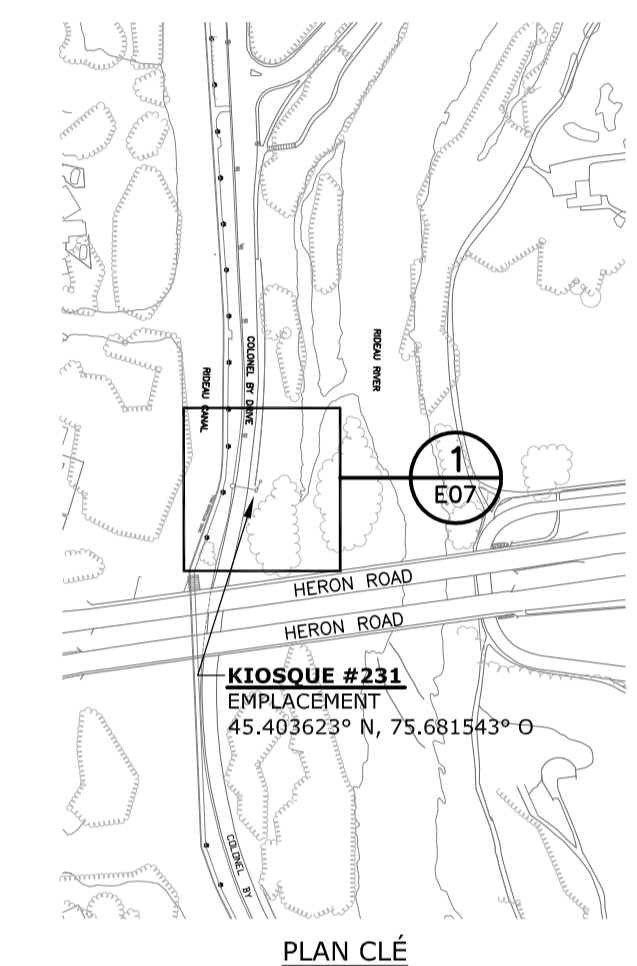 COLONEL BY DRIVE
RIDEAU RIVER
RIDEAU CANAL
1
E07
HERON ROAD
HERON ROAD
KIOSQUE #231
EMPLACEMENT
45.403623° N, 75.681543° O
COLONEL BY
PLAN CLÉ